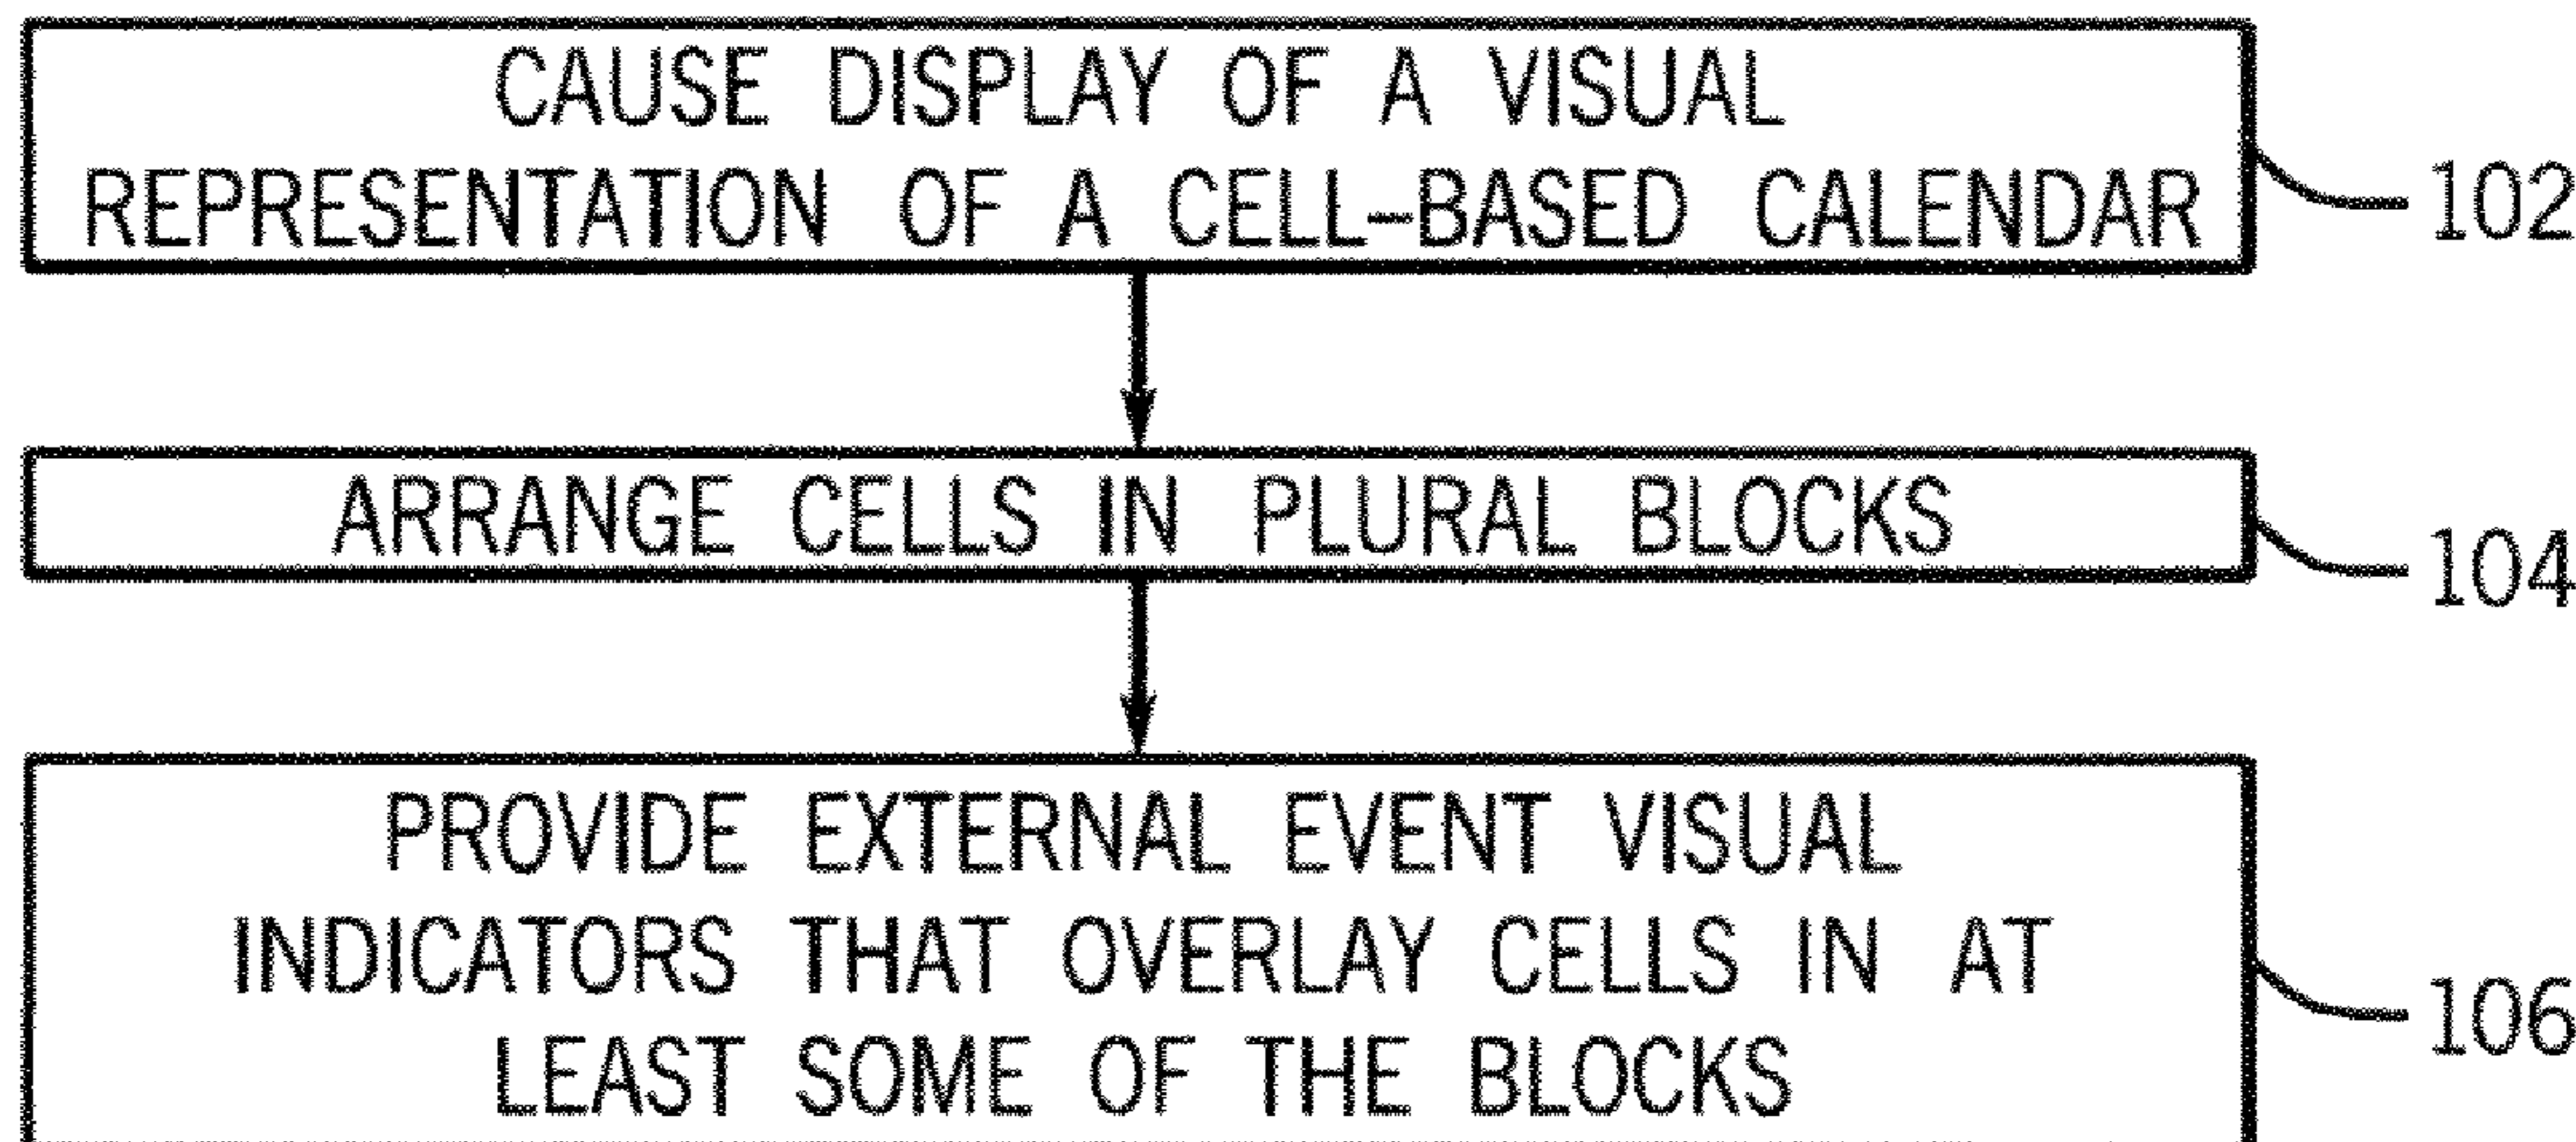 CAUSE DISPLAY OF A VISUAL
REPRESENTATION OF A CELL-BASED CALENDAR
102
ARRANGE CELLS IN PLURAL BLOCKS
104
PROVIDE EXTERNAL EVENT VISUAL
INDICATORS THAT OVERLAY CELLS IN AT
LEAST SOME OF THE BLOCKS
106